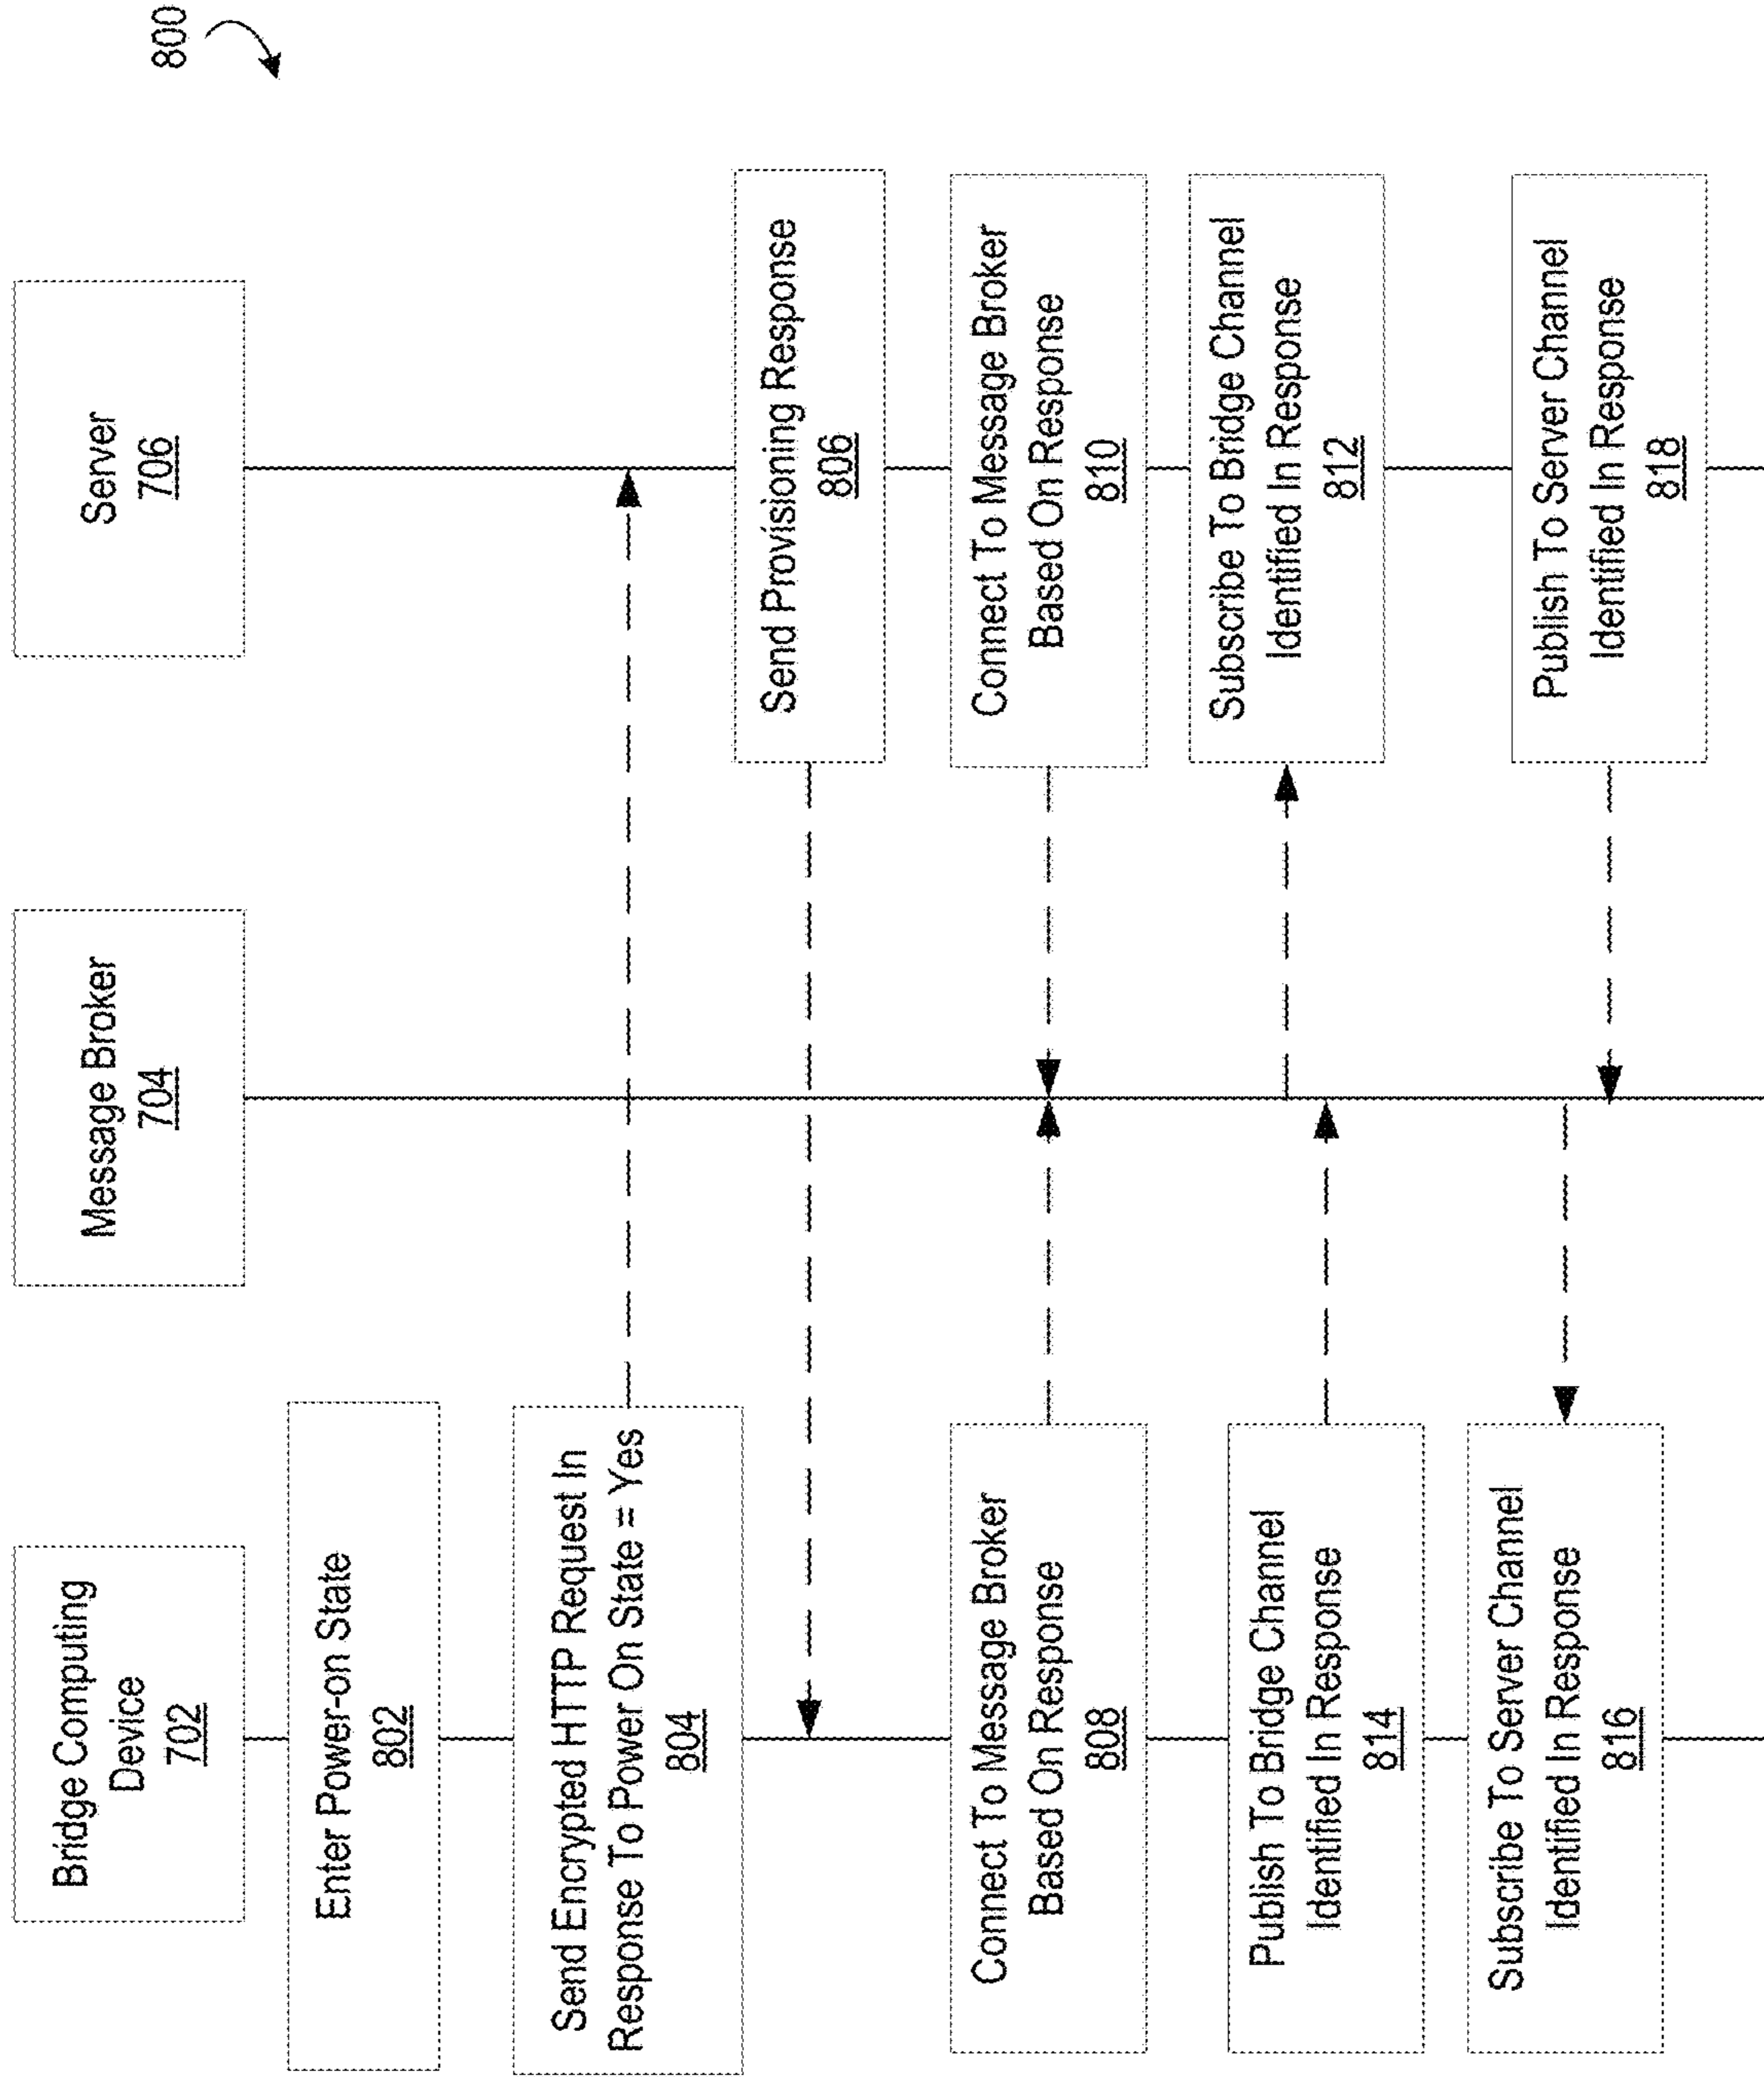 800
Bridge Computing
Device
702
Message Broker
704
Server
706
Enter Power-on State
802
Send Encrypted HTTP Request In
Response To Power On State = Yes
804
Send Provisioning Response
806
Connect To Message Broker
Based On Response
808
Connect To Message Broker
Based On Response
810
Subscribe To Bridge Channel
Identified In Response
812
Publish To Bridge Channel
Identified In Response
814
Subscribe To Server Channel
Identified In Response
816
Publish To Server Channel
Identified In Response
818